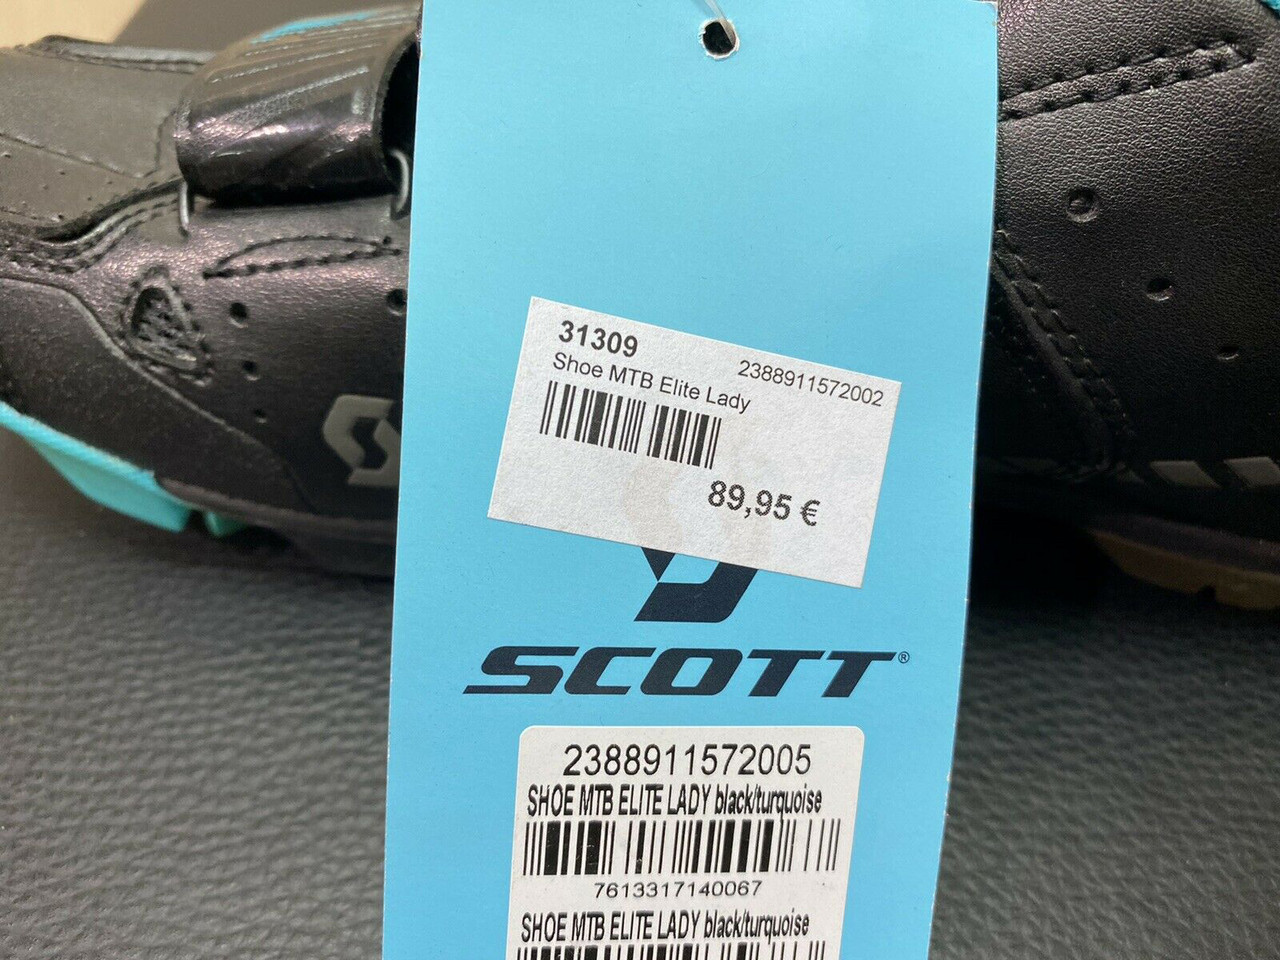 31309
2388911572002
Shoe MTB Elite Lady
89,95 €
SCOTT®
2388911572005
SHOE MTB ELITE LADY black/turquoise
7613317140067
SHOE MTB ELITE LADY black/turquoise